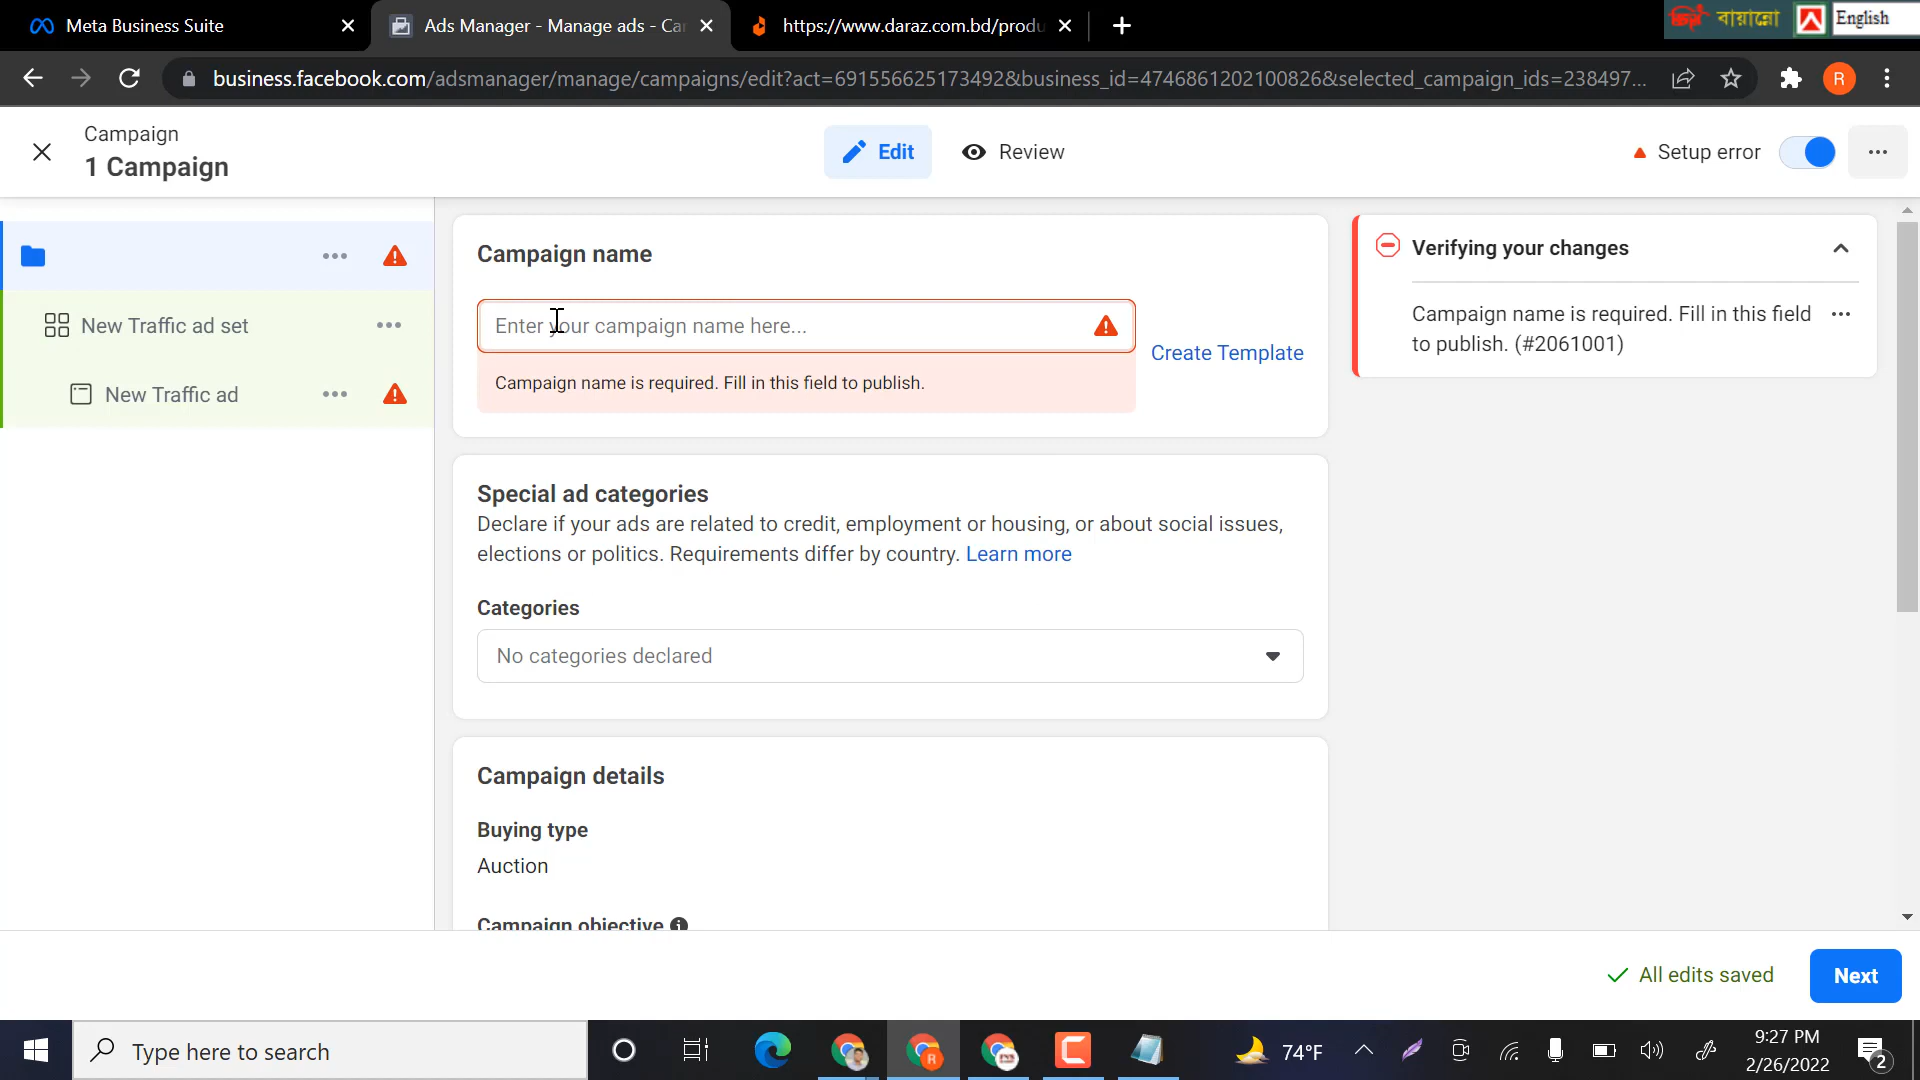 Meta Business Suite
Ads Manager - Manage ads - Ca
https://www.daraz.com.bd/produ
বায়ান্নো
English
business.facebook.com/adsmanager/manage/campaigns/edit?act=691556625173492&business_id=4746861202100826&selected_campaign_ids=238497...
R
Campaign
1 Campaign
Edit
Review
Setup error
New Traffic ad set
New Traffic ad
Campaign name
Enter your campaign name here...
Create Template
Campaign name is required. Fill in this field to publish.
Verifying your changes
Campaign name is required. Fill in this field
to publish. (#2061001)
Special ad categories
Declare if your ads are related to credit, employment or housing, or about social issues,
elections or politics. Requirements differ by country. Learn more
Categories
No categories declared
Campaign details
Buying type
Auction
Campaign objective
All edits saved
Next
Type here to search
R
74°F
9:27 PM
2/26/2022
2